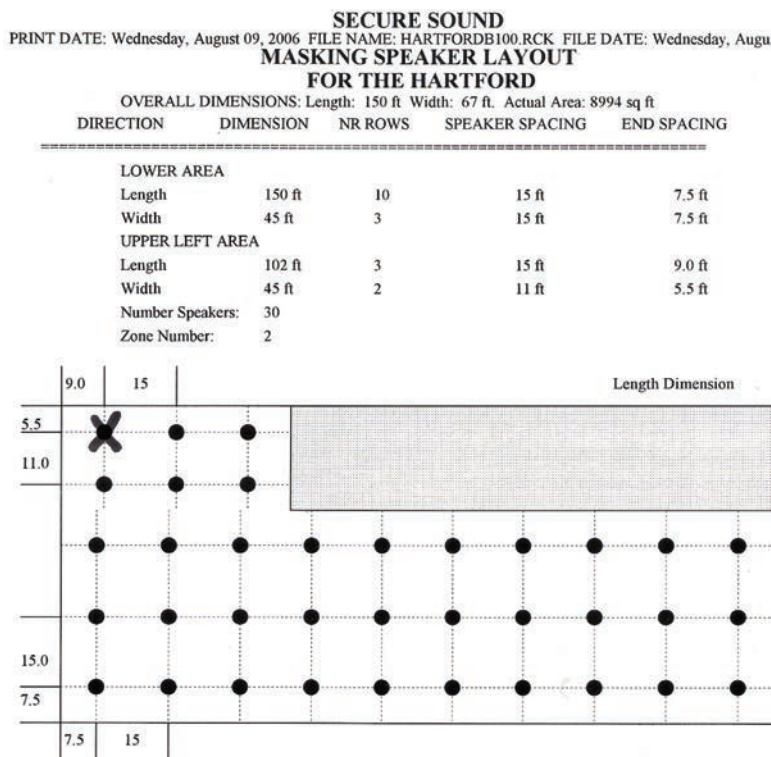 SECURE SOUND
PRINT DATE: Wednesday, August 09, 2006 FILE NAME: HARTFORDB100.RCK FILE DATE: Wednesday, Augu
MASKING SPEAKER LAYOUT
FOR THE HARTFORD
OVERALL DIMENSIONS: Length: 150 ft Width: 67 ft. Actual Area: 8994 sq ft
DIRECTION DIMENSION NR ROWS SPEAKER SPACING END SPACING
LOWER AREA
Length 150 ft 10 15 ft 7.5 ft
Width 45 ft 3 15 ft 7.5 ft
UPPER LEFT AREA
Length 102 ft 3 15 ft 9.0 ft
Width 45 ft 2 11 ft 5.5 ft
Number Speakers: 30
Zone Number: 2
9.0 15 Length Dimension
5.5
11.0
15.0
7.5
7.5 15